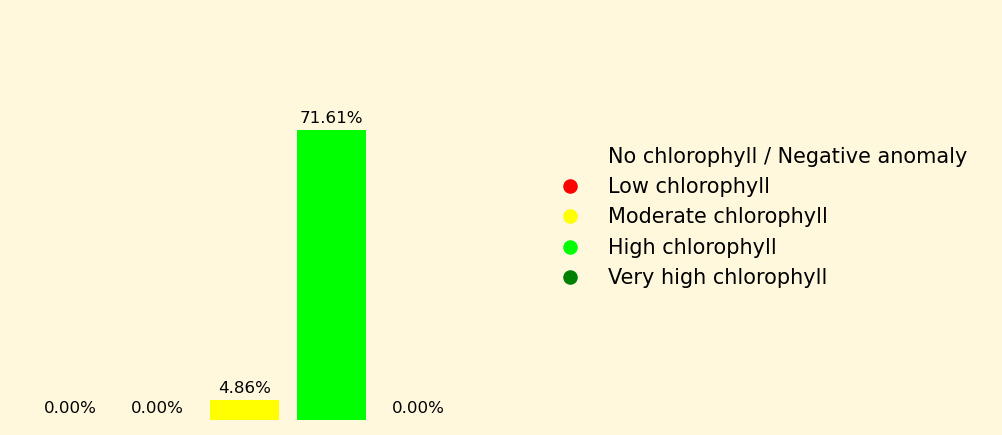 71.61%
No chlorophyll / Negative anomaly
Low chlorophyll
Moderate chlorophyll
High chlorophyll
Very high chlorophyll
4.86%
0.00% 0.00% 0.00%